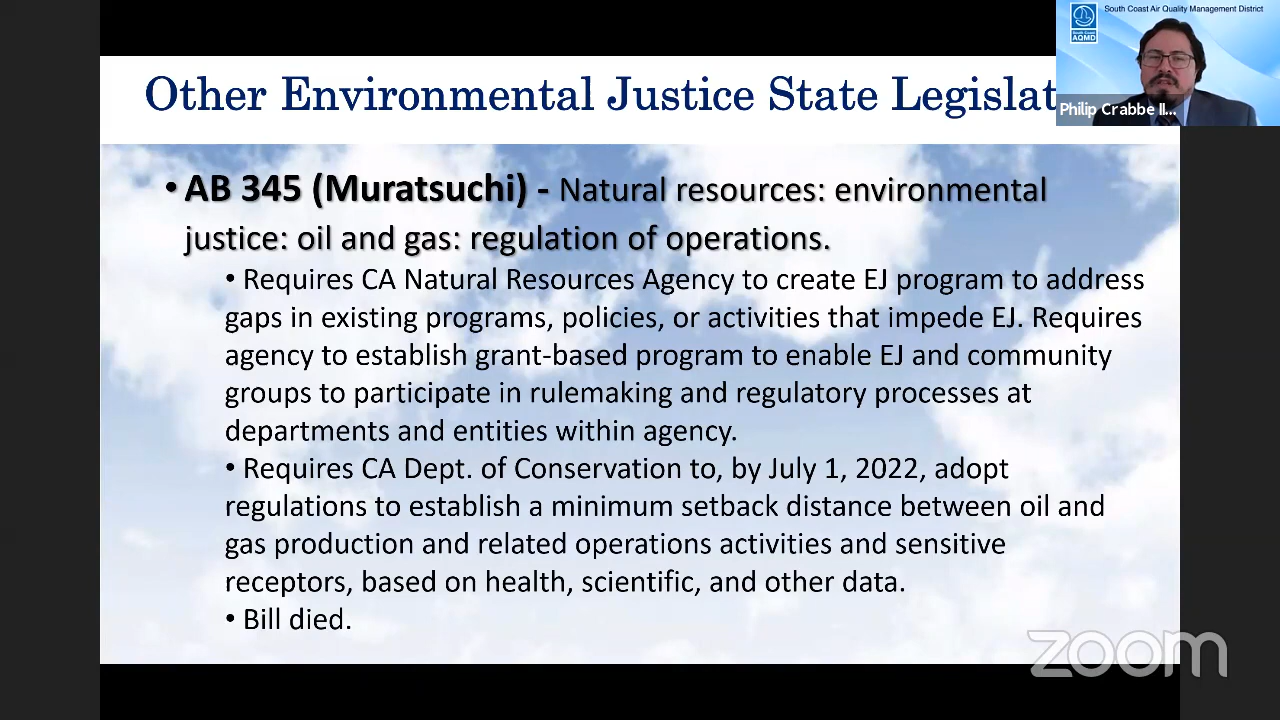 South Coast Air Quality Management District
South Coast
AQMD
Philip Crabbe II...
Other Environmental Justice State Legislat
• AB 345 (Muratsuchi) - Natural resources: environmental
justice: oil and gas: regulation of operations.
• Requires CA Natural Resources Agency to create EJ program to address
gaps in existing programs, policies, or activities that impede EJ. Requires
agency to establish grant-based program to enable EJ and community
groups to participate in rulemaking and regulatory processes at
departments and entities within agency.
• Requires CA Dept. of Conservation to, by July 1, 2022, adopt
regulations to establish a minimum setback distance between oil and
gas production and related operations activities and sensitive
receptors, based on health, scientific, and other data.
• Bill died.
zoom